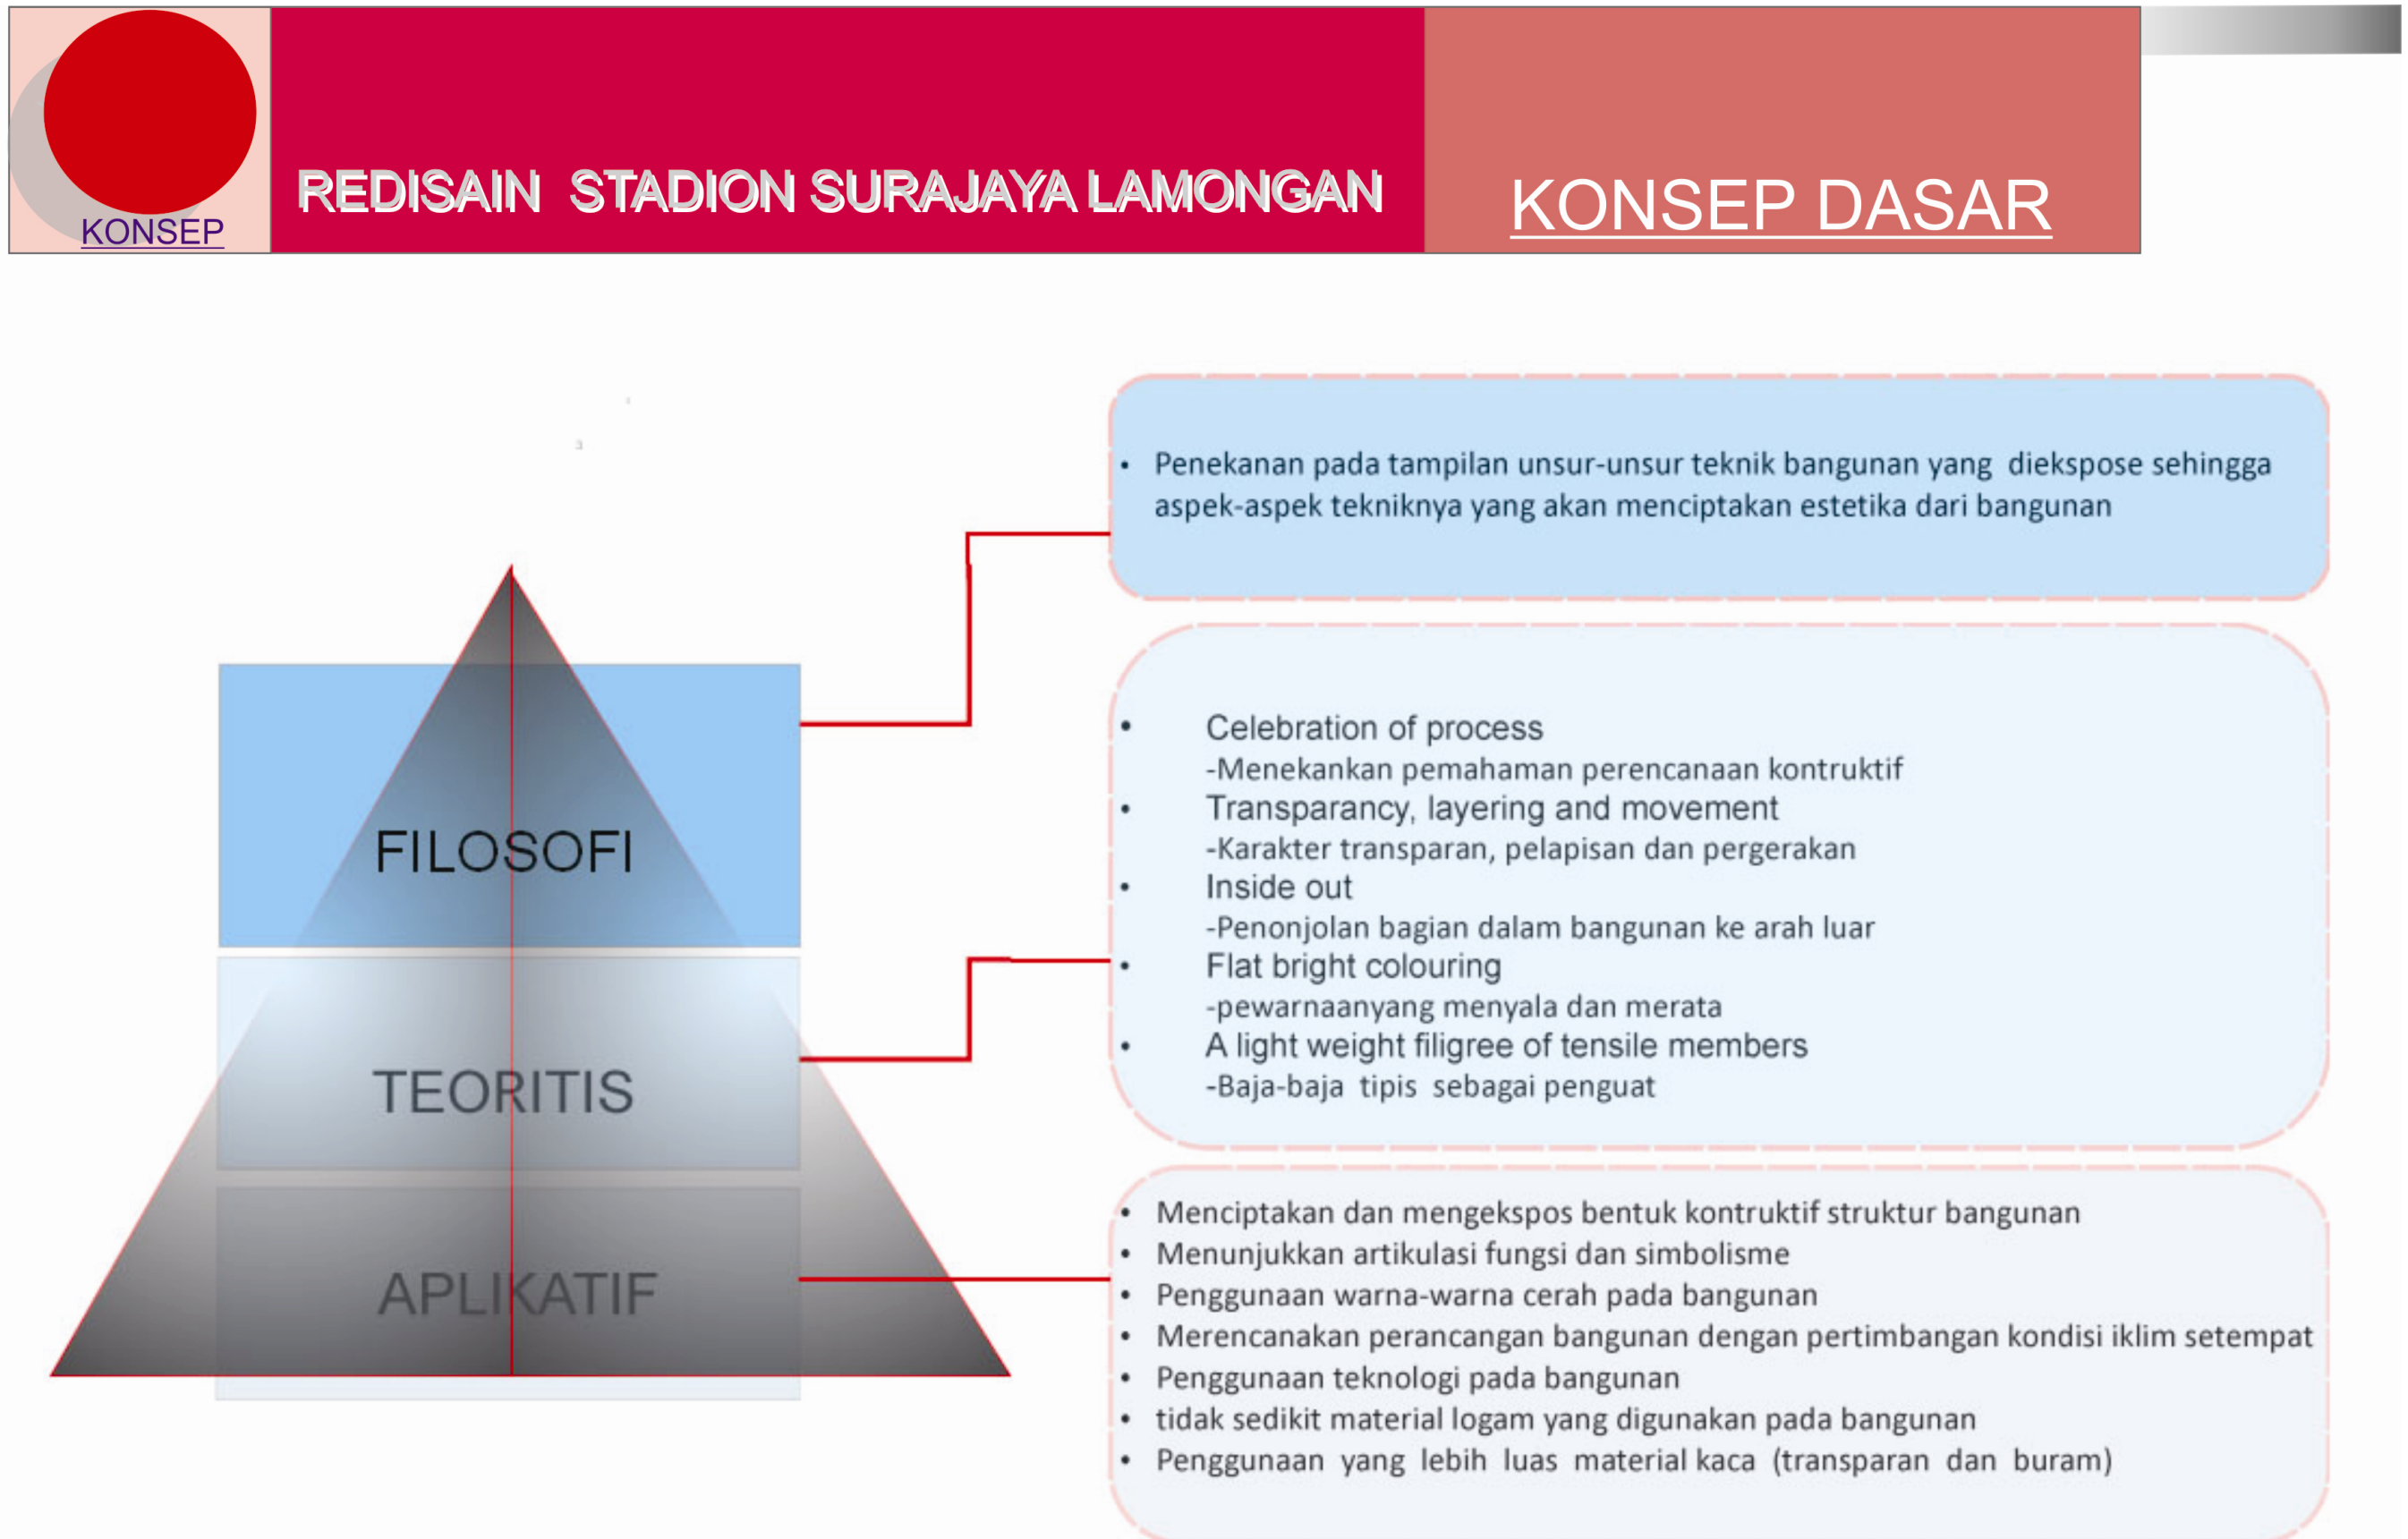 KONSEP
REDISAIN STADION SURAJAYA LAMONGAN
KONSEP DASAR
3
• Penekanan pada tampilan unsur-unsur teknik bangunan yang diekspose sehingga
aspek-aspek tekniknya yang akan menciptakan estetika dari bangunan
FILOSOFI
• Celebration of process
-Menekankan pemahaman perencanaan kontruktif
• Transparancy, layering and movement
-Karakter transparan, pelapisan dan pergerakan
• Inside out
-Penonjolan bagian dalam bangunan ke arah luar
• Flat bright colouring
-pewarnaanyang menyala dan merata
• A light weight filigree of tensile members
-Baja-baja tipis sebagai penguat
TEORITIS
• Menciptakan dan mengekspos bentuk kontruktif struktur bangunan
• Menunjukkan artikulasi fungsi dan simbolisme
• Penggunaan warna-warna cerah pada bangunan
• Merencanakan perancangan bangunan dengan pertimbangan kondisi iklim setempat
• Penggunaan teknologi pada bangunan
• tidak sedikit material logam yang digunakan pada bangunan
• Penggunaan yang lebih luas material kaca (transparan dan buram)
APLIKATIF